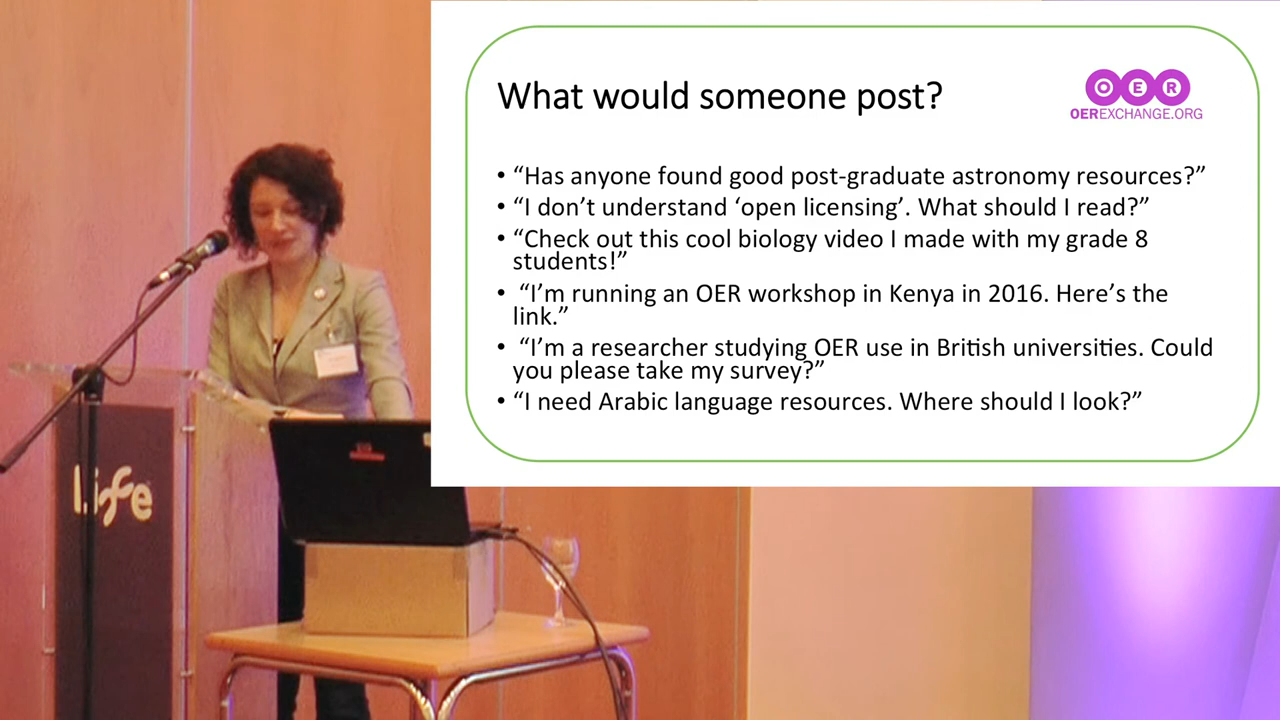 What would someone post?
O E R
OEREXCHANGE.ORG
• “Has anyone found good post-graduate astronomy resources?”
• “I don’t understand ‘open licensing’. What should I read?”
• “Check out this cool biology video I made with my grade 8
students!”
• “I’m running an OER workshop in Kenya in 2016. Here’s the
link.”
• “I’m a researcher studying OER use in British universities. Could
you please take my survey?”
• “I need Arabic language resources. Where should I look?”
Life